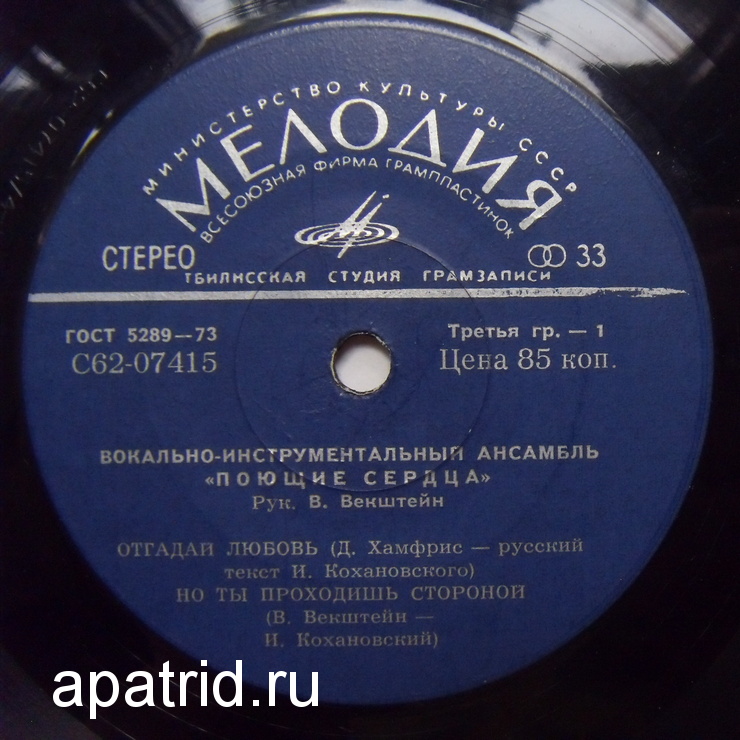 МИНИСТЕРСТВО КУЛЬТУРЫ СССР
МЕЛОДИЯ
ВСЕСОЮЗНАЯ ФИРМА ГРАМПЛАСТИНОК
СТЕРЕО
33
ТБИЛИССКАЯ СТУДИЯ ГРАМЗАПИСИ
ГОСТ 5289—73
Третья гр. — 1
С62-07415
Цена 85 коп.
ВОКАЛЬНО-ИНСТРУМЕНТАЛЬНЫЙ АНСАМБЛЬ
«ПОЮЩИЕ СЕРДЦА»
Рук. В. Векштейн
ОТГАДАЙ ЛЮБОВЬ (Д. Хамфрис — русский
текст И. Кохановского)
НО ТЫ ПРОХОДИШЬ СТОРОНОЙ
(В. Векштейн —
И. Кохановский)
apatrid.ru